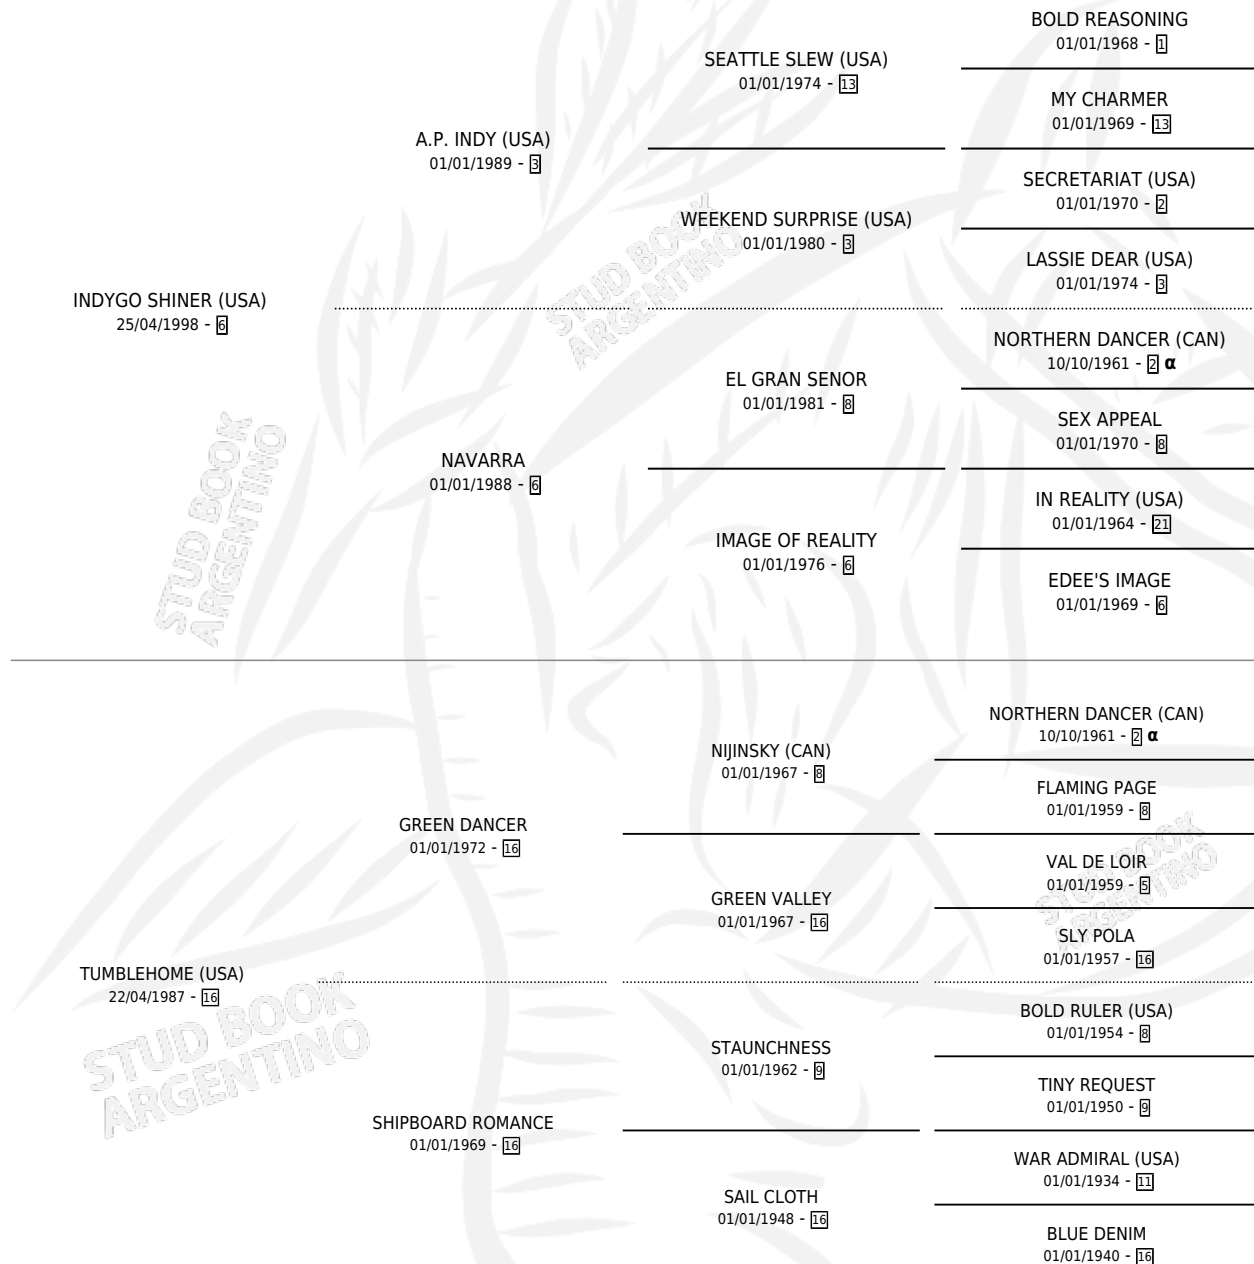 BOLD REASONING
01/01/1968 - 1
SEATTLE SLEW (USA)
01/01/1974 - 13
MY CHARMER
01/01/1969 - 13
A.P. INDY (USA)
01/01/1989 - 3
SECRETARIAT (USA)
01/01/1970 - 2
WEEKEND SURPRISE (USA)
01/01/1980 - 3
LASSIE DEAR (USA)
01/01/1974 - 3
INDYGO SHINER (USA)
25/04/1998 - 6
NORTHERN DANCER (CAN)
10/10/1961 - 2 α
EL GRAN SENOR
01/01/1981 - 8
SEX APPEAL
01/01/1970 - 8
NAVARRA
01/01/1988 - 6
IN REALITY (USA)
01/01/1964 - 21
IMAGE OF REALITY
01/01/1976 - 6
EDEE'S IMAGE
01/01/1969 - 6
NORTHERN DANCER (CAN)
10/10/1961 - 2 α
NIJINSKY (CAN)
01/01/1967 - 8
FLAMING PAGE
01/01/1959 - 8
GREEN DANCER
01/01/1972 - 16
VAL DE LOIR
01/01/1959 - 5
GREEN VALLEY
01/01/1967 - 16
SLY POLA
01/01/1957 - 16
TUMBLEHOME (USA)
22/04/1987 - 16
BOLD RULER (USA)
01/01/1954 - 8
STAUNCHNESS
01/01/1962 - 9
TINY REQUEST
01/01/1950 - 9
SHIPBOARD ROMANCE
01/01/1969 - 16
WAR ADMIRAL (USA)
01/01/1934 - 11
SAIL CLOTH
01/01/1948 - 16
BLUE DENIM
01/01/1940 - 16
STUD BOOK
ARGENTINO
STUD BOOK
ARGENTINO
STUD BOOK
ARGENTINO
STUD BOOK
ARGENTINO